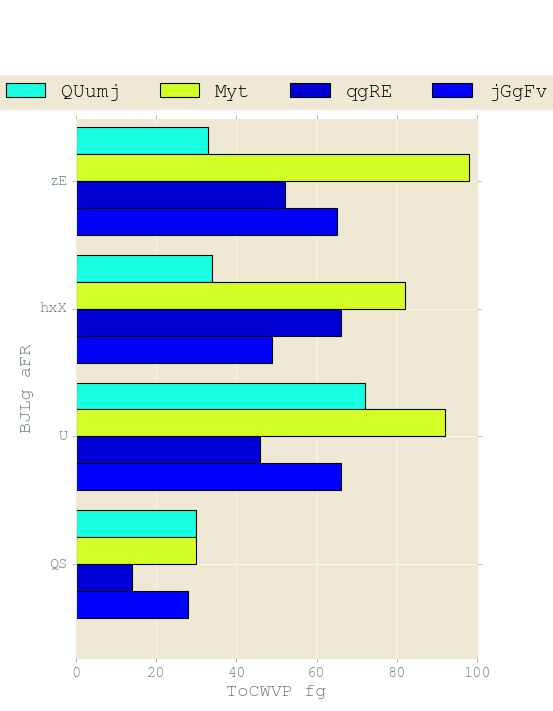 QUumj Myt qgRE jGgFv
zE
hxX
U
QS
BJLg aFR
0 20 40 60 80 100
ToCWVP fg